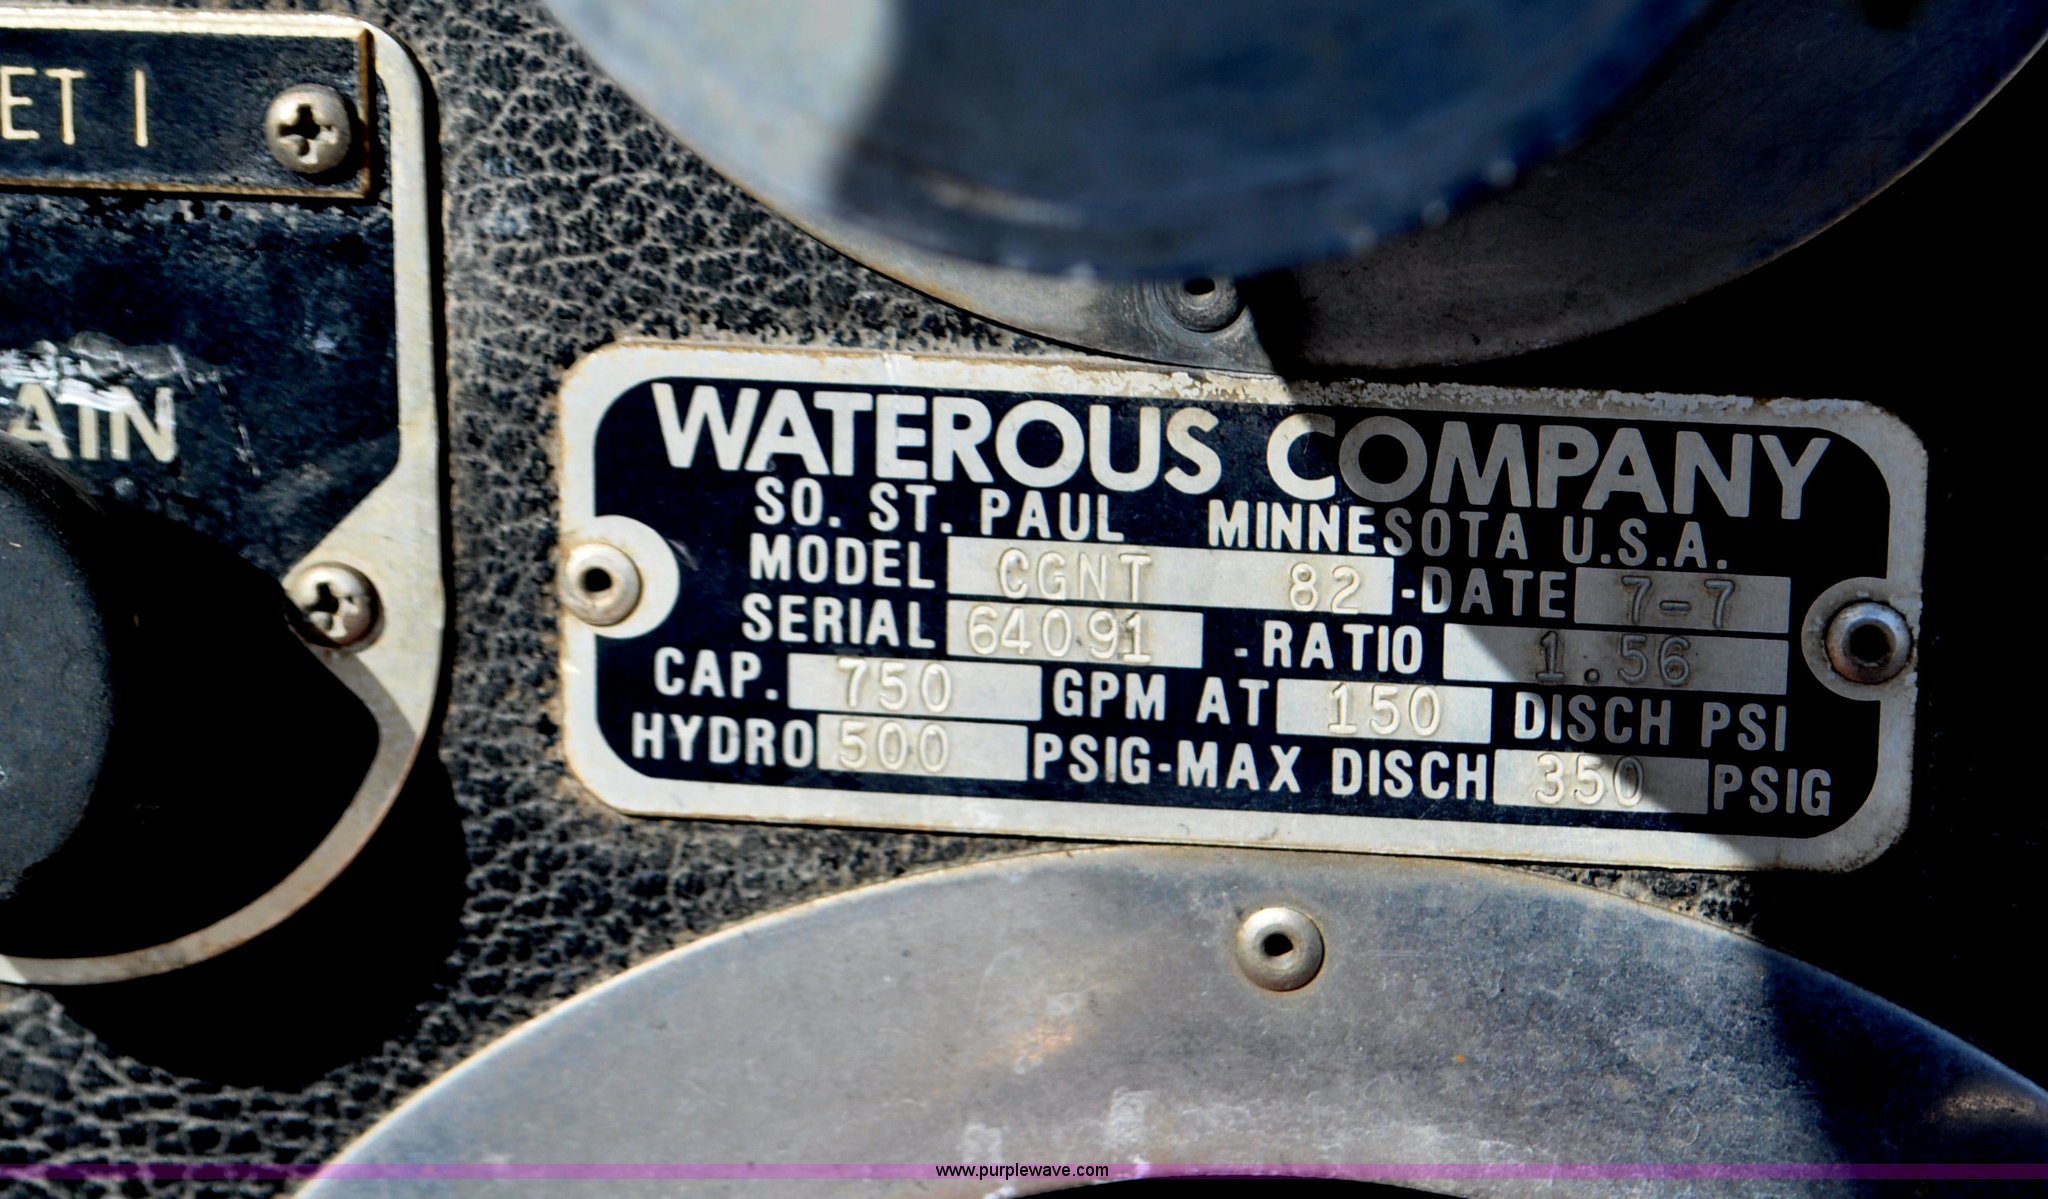 ET 1
AIN
WATEROUS COMPANY
SO. ST. PAUL MINNESOTA U.S.A.
MODEL CGNT 82 -DATE 7-7
SERIAL 64091 -RATIO 1.56
CAP. 750 GPM AT 150 DISCH PSI
HYDRO 500 PSIG-MAX DISCH 350 PSIG
www.purplewave.com